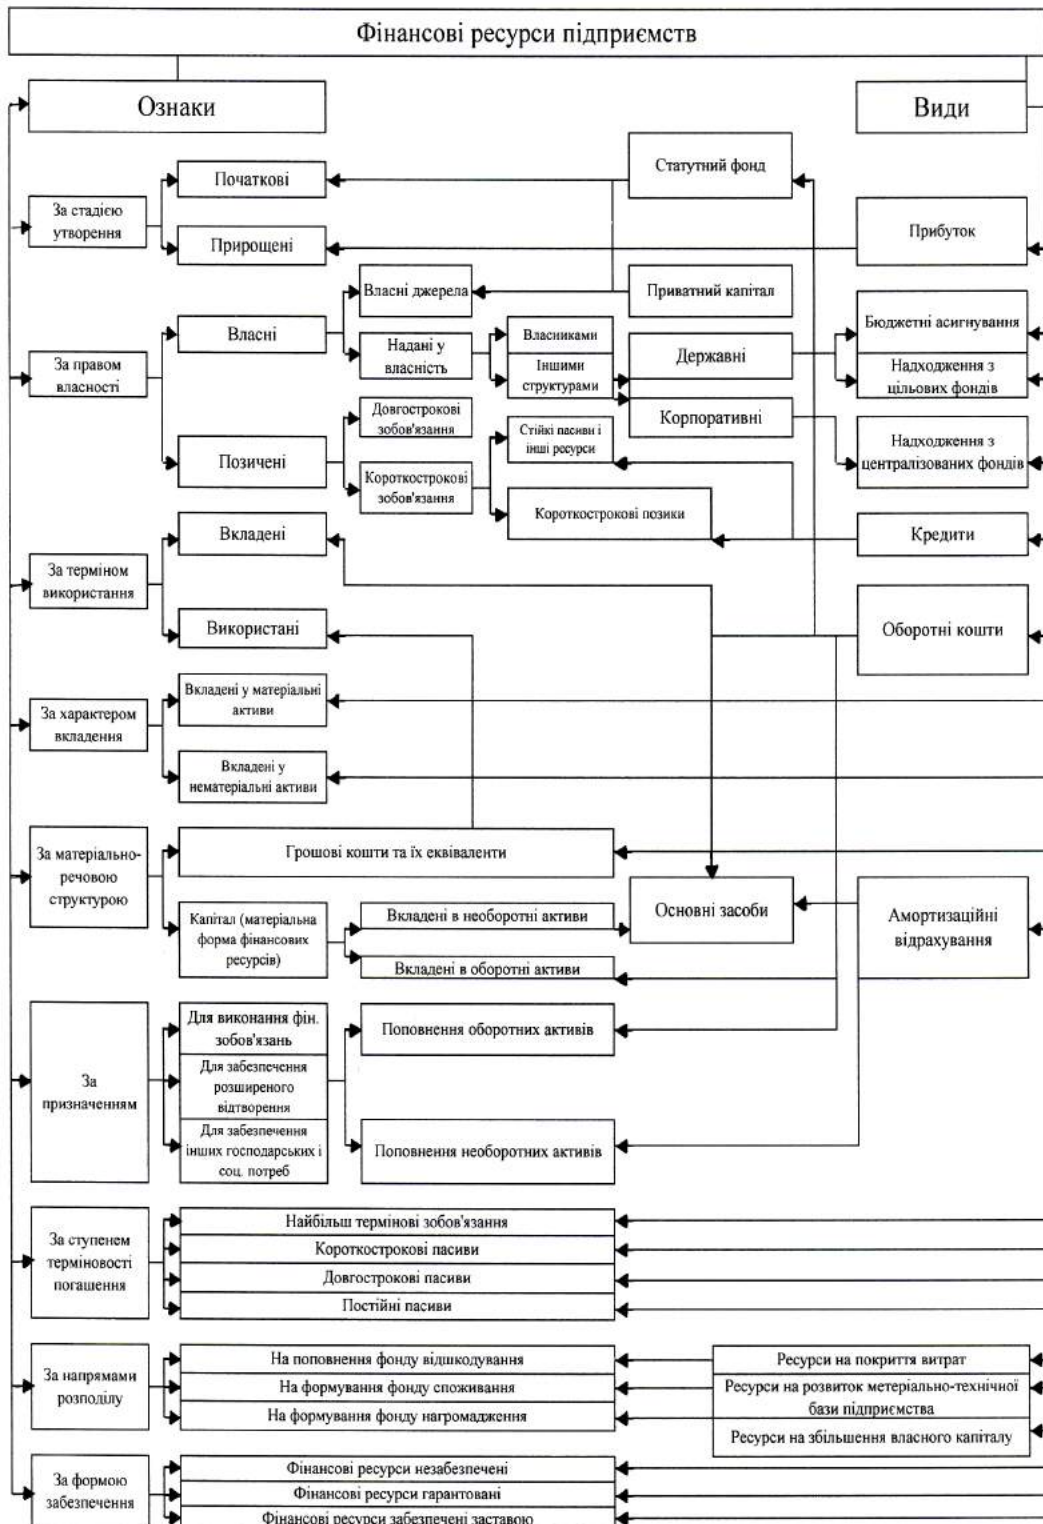 Фінансові ресурси підприємств
Ознаки
Види
Статутний фонд
Початкові
За стадією
утворення
Прирощені
Прибуток
Власні джерела
Приватний капітал
Власні
Надані у
власність
Власниками
Іншими
структурами
Державні
Бюджетні асигнування
Надходження з
цільових фондів
За правом
власності
Корпоративні
Довгострокові
зобов'язання
Стійкі пасиви і
інші ресурси
Надходження з
централізованих фондів
Позичені
Короткострокові
зобов'язання
Короткострокові позики
Кредити
Вкладені
За терміном
використання
Використані
Оборотні кошти
Вкладені у матеріальні
активи
За характером
вкладення
Вкладені у
нематеріальні активи
За матеріально-
речовою
структурою
Грошові кошти та їх еквіваленти
Капітал (матеріальна
форма фінансових
ресурсів)
Вкладені в необоротні активи
Вкладені в оборотні активи
Основні засоби
Амортизаційні
відрахування
За
призначенням
Для виконання фін.
зобов'язань
Для забезпечення
розширеного
відтворення
Для забезпечення
інших господарських і
соц. потреб
Поповнення оборотних активів
Поповнення необоротних активів
За ступенем
терміновості
погашення
Найбільш термінові зобов'язання
Короткострокові пасиви
Довгострокові пасиви
Постійні пасиви
За напрямами
розподілу
На поповнення фонду відшкодування
На формування фонду споживання
На формування фонду нагромадження
Ресурси на покриття витрат
Ресурси на розвиток метеріально-технічної
бази підприємства
Ресурси на збільшення власного капіталу
За формою
забезпечення
Фінансові ресурси незабезпечені
Фінансові ресурси гарантовані
Фінансові ресурси забезпечені заставою